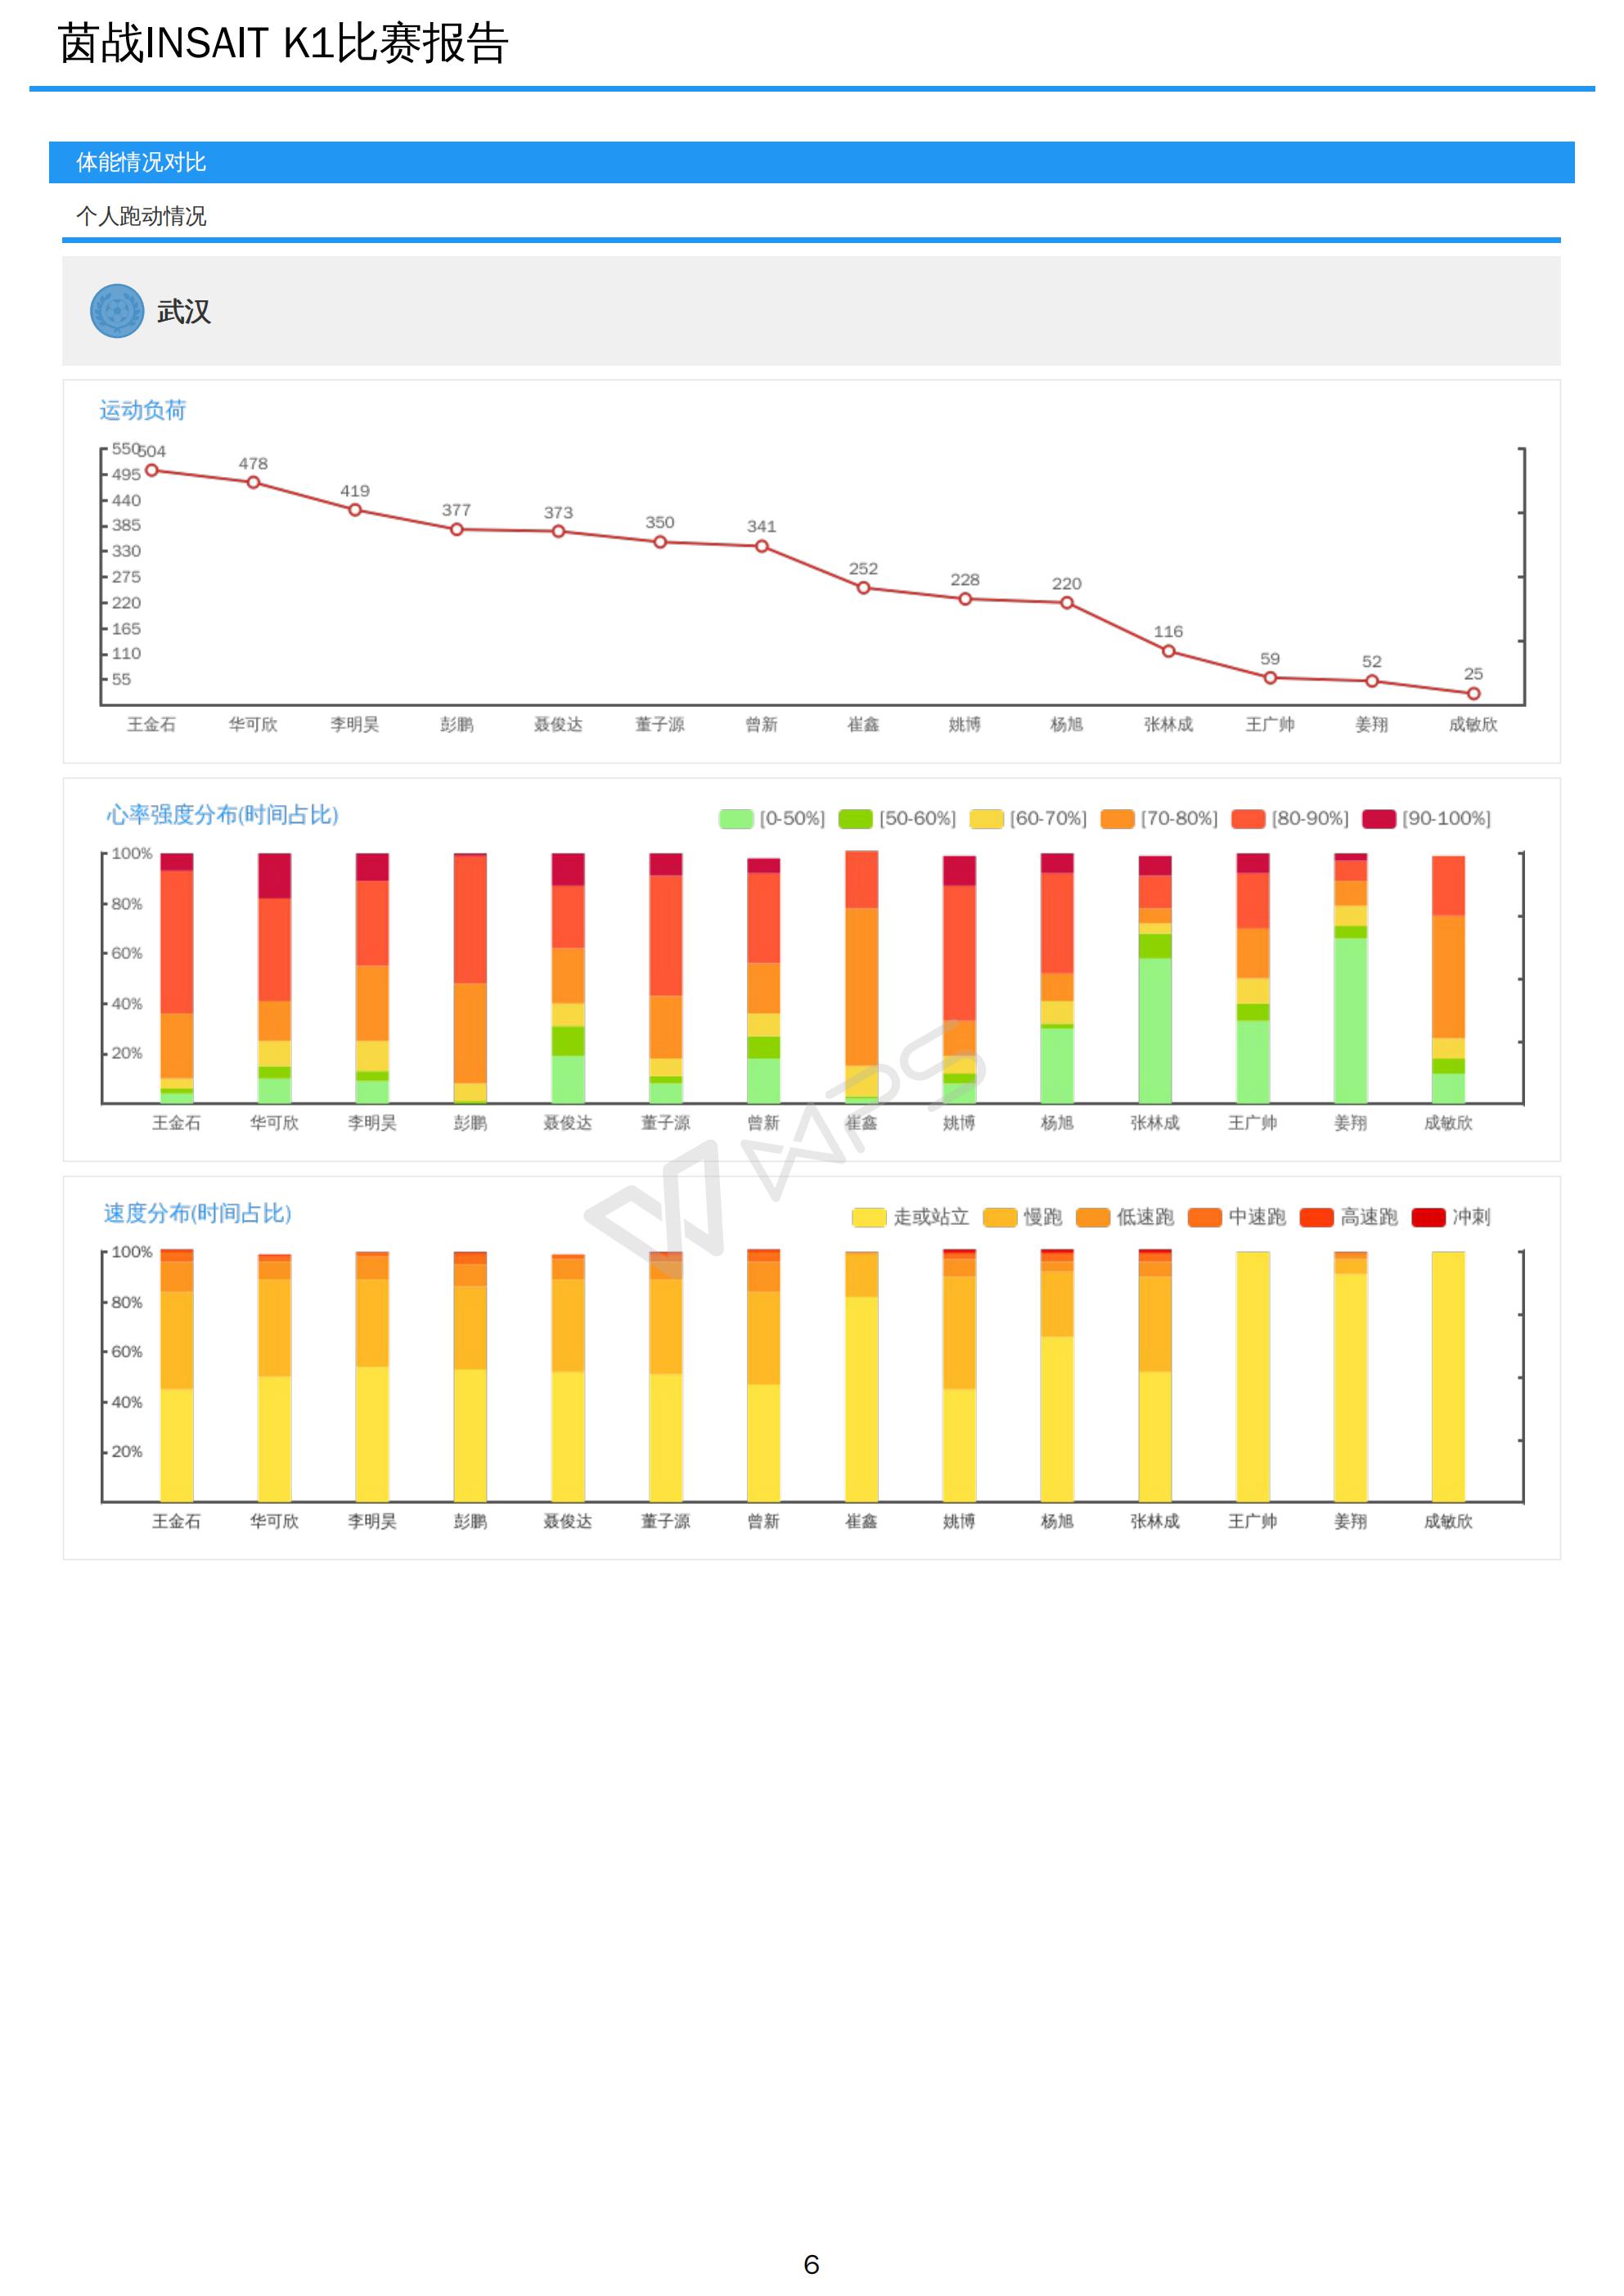 茵战INSAIT K1比赛报告
体能情况对比
个人跑动情况
武汉
运动负荷
550
495
440
385
330
275
220
165
110
55
504
478
419
377
373
350
341
252
228
220
116
59
52
25
王金石 华可欣 李明昊 彭鹏 聂俊达 董子源 曾新 崔鑫 姚博 杨旭 张林成 王广帅 姜翔 成敏欣
心率强度分布(时间占比)
[0-50%] [50-60%] [60-70%] [70-80%] [80-90%] [90-100%]
100%
80%
60%
40%
20%
王金石 华可欣 李明昊 彭鹏 聂俊达 董子源 曾新 崔鑫 姚博 杨旭 张林成 王广帅 姜翔 成敏欣
WPS
速度分布(时间占比)
走或站立 慢跑 低速跑 中速跑 高速跑 冲刺
100%
80%
60%
40%
20%
王金石 华可欣 李明昊 彭鹏 聂俊达 董子源 曾新 崔鑫 姚博 杨旭 张林成 王广帅 姜翔 成敏欣
6